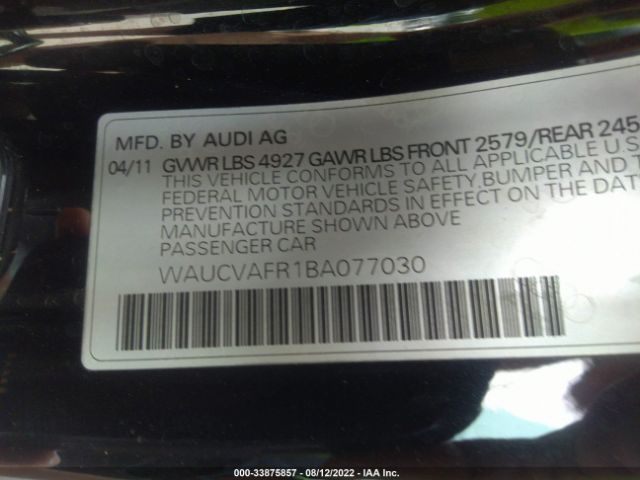 MFD. BY AUDI AG
04/11 GVWR LBS 4927 GAWR LBS FRONT 2579/REAR 245
THIS VEHICLE CONFORMS TO ALL APPLICABLE U.S
FEDERAL MOTOR VEHICLE SAFETY,BUMPER AND T
PREVENTION STANDARDS IN EFFECT ON THE DAT
MANUFACTURE SHOWN ABOVE
PASSENGER CAR
WAUCVAFR1BA077030
000-33875857 - 08/12/2022 - IAA Inc.